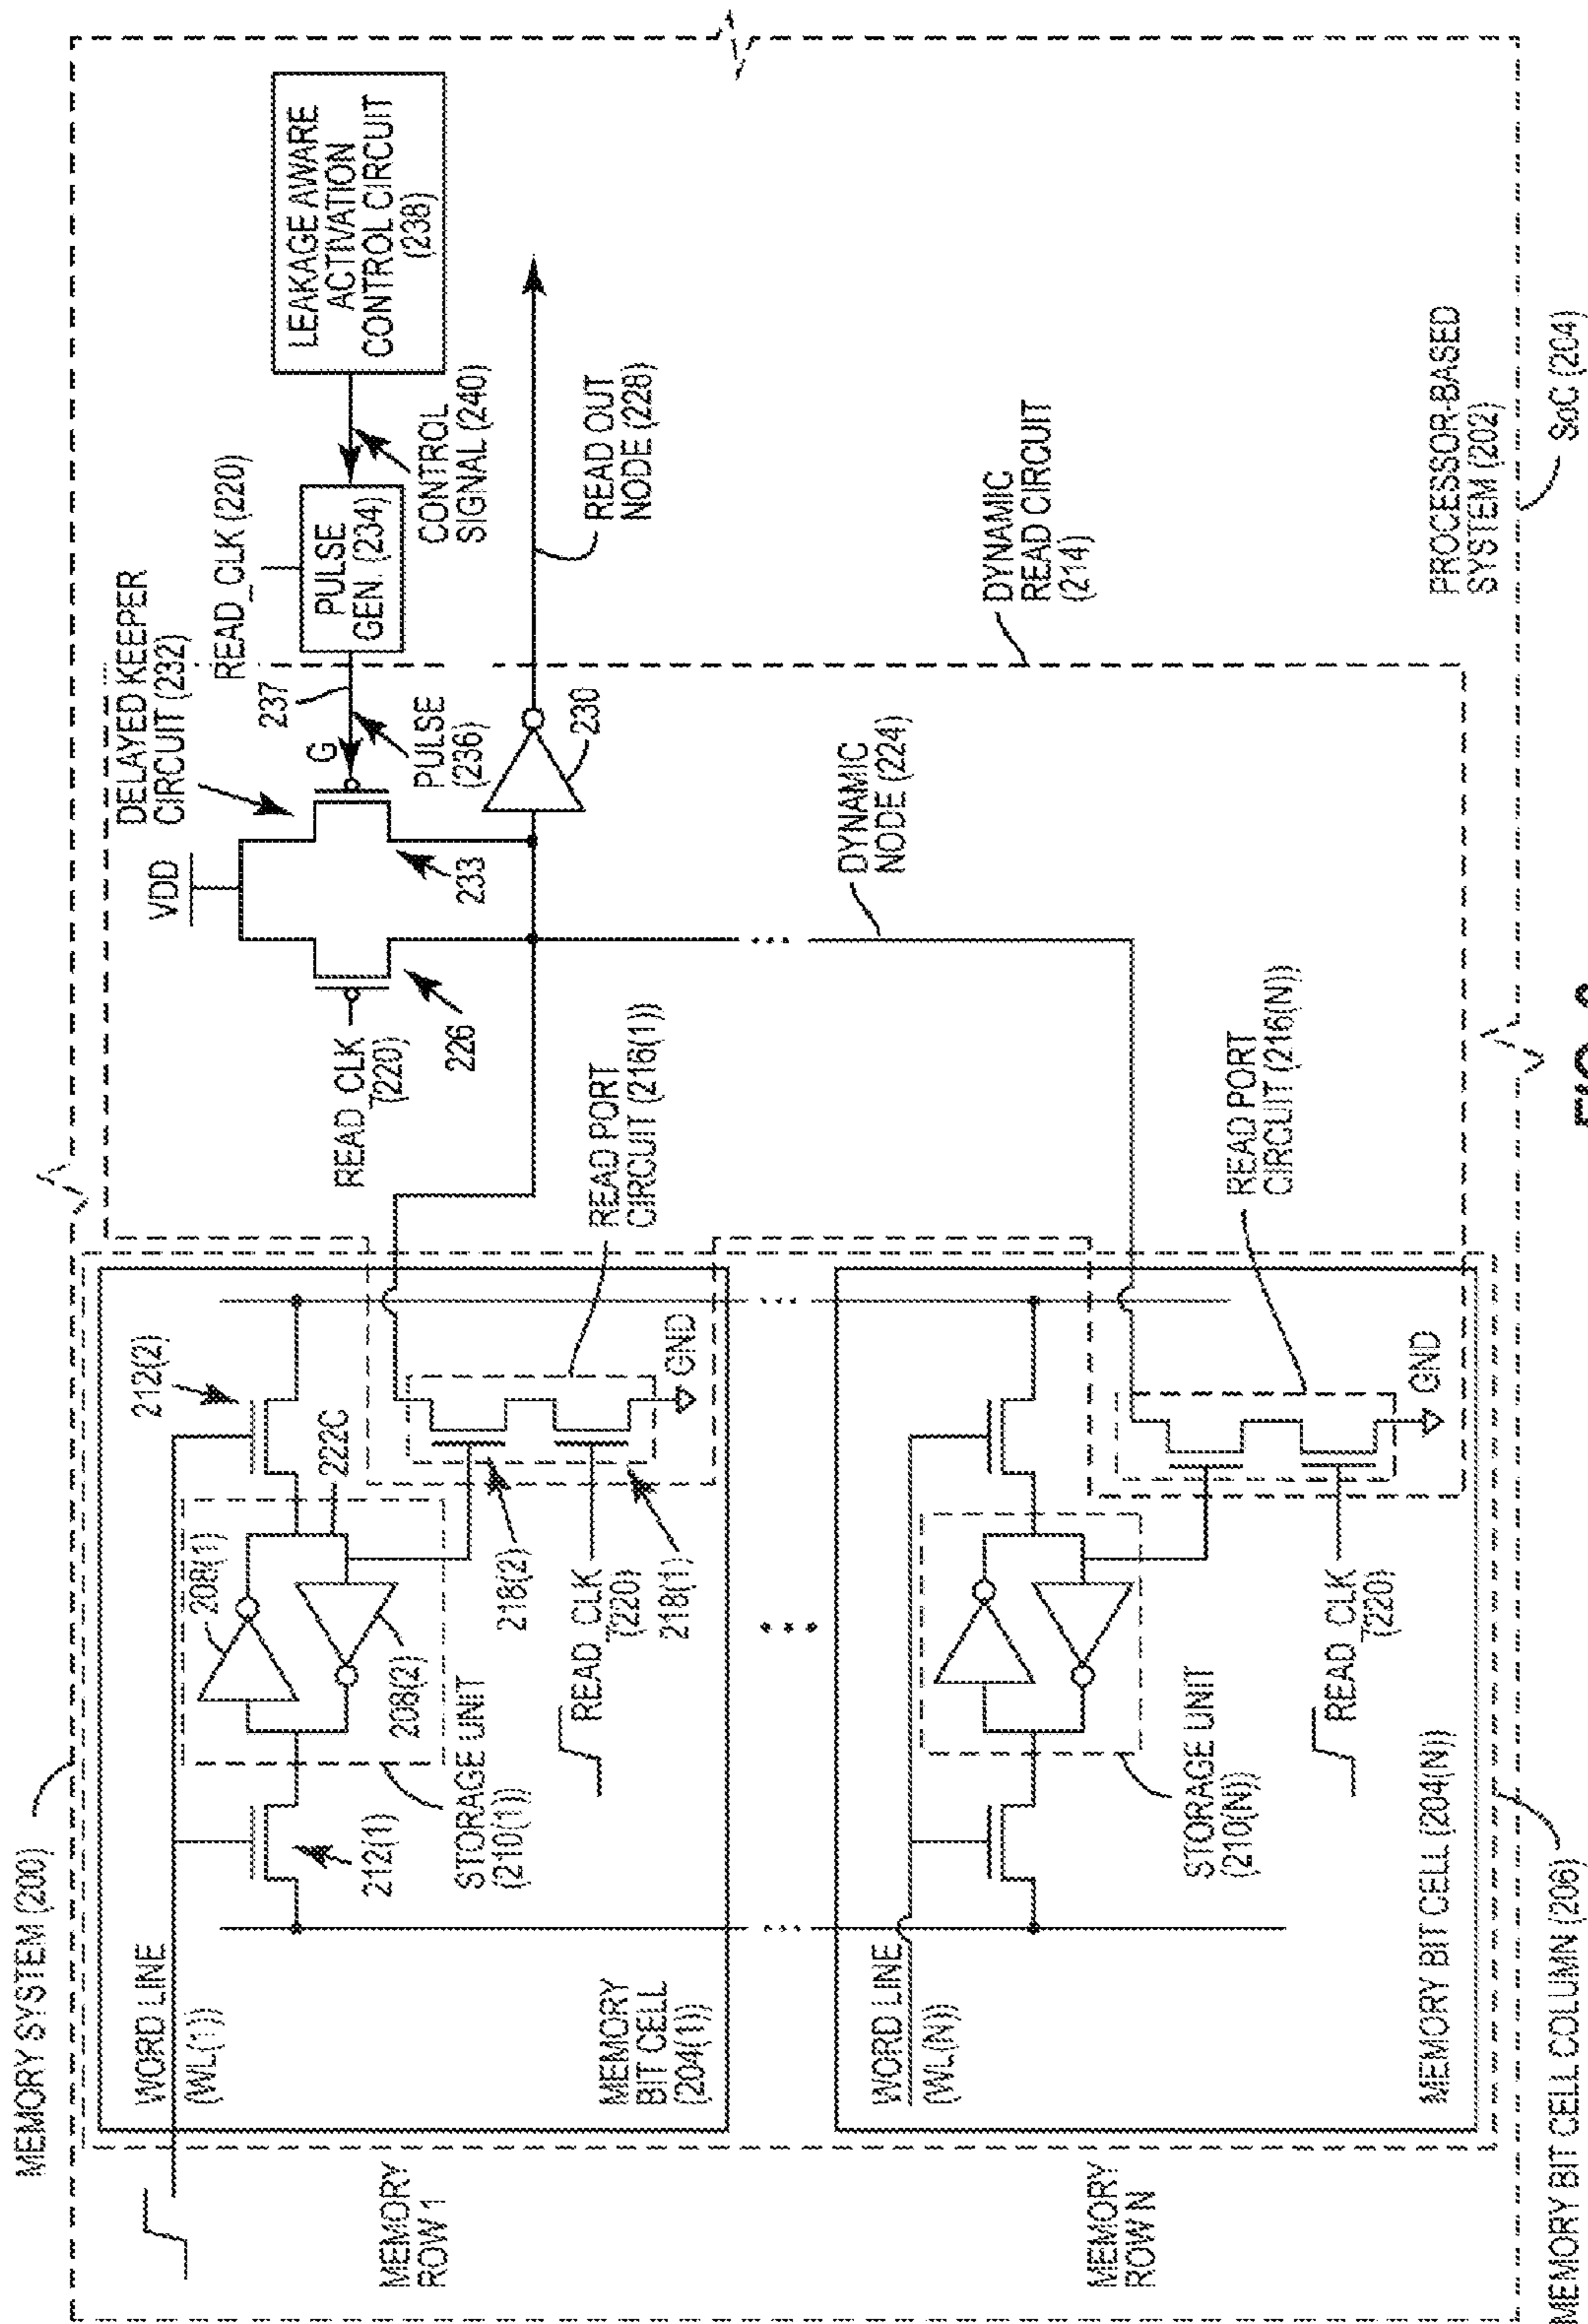 MEMORY SYSTEM (200)
WORD LINE
(WL(1))
212(2)
208(1)
222C
208(2)
212(1)
STORAGE UNIT
(210(1))
218(2)
READ_CLK
(220)
218(1)
MEMORY
BIT CELL
(204(1))
MEMORY
ROW 1
READ PORT
CIRCUIT (216(1))
GND
VDD
READ_CLK
(220)
226
DELAYED KEEPER
CIRCUIT (232)
233
G
237
PULSE
(236)
READ_CLK (220)
PULSE
GEN. (234)
CONTROL
SIGNAL (240)
LEAKAGE AWARE
ACTIVATION
CONTROL CIRCUIT
(238)
230
READ OUT
NODE (228)
DYNAMIC
NODE (224)
DYNAMIC
READ CIRCUIT
(214)
WORD LINE
(WL(N))
STORAGE UNIT
(210(N))
READ_CLK
(220)
GND
READ PORT
CIRCUIT (216(N))
MEMORY BIT CELL (204(N))
MEMORY
ROW N
PROCESSOR-BASED
SYSTEM (202)
SoC (204)
MEMORY BIT CELL COLUMN (206)